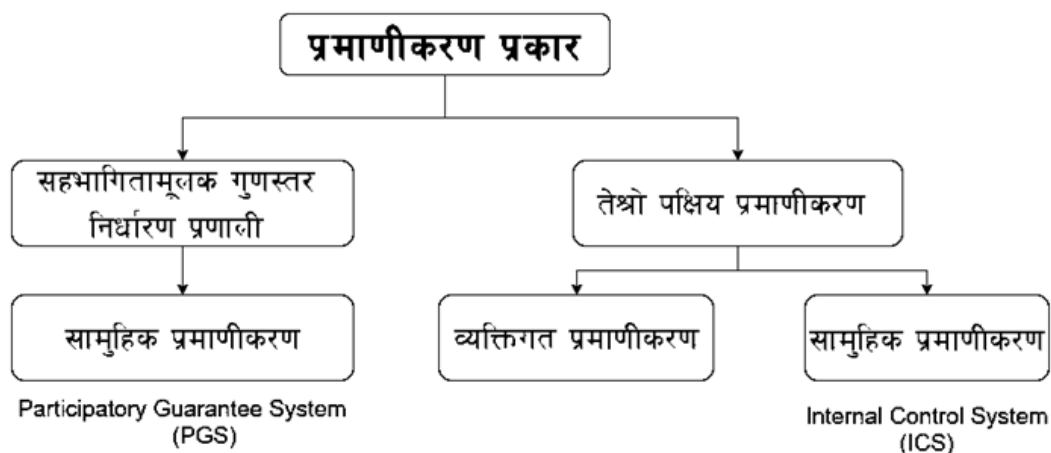 प्रमाणीकरण प्रकार
सहभागितामूलक गुणस्तर
निर्धारण प्रणाली
तेश्रो पक्षिय प्रमाणीकरण
सामुहिक प्रमाणीकरण
व्यक्तिगत प्रमाणीकरण
सामुहिक प्रमाणीकरण
Participatory Guarantee System
(PGS)
Internal Control System
(ICS)